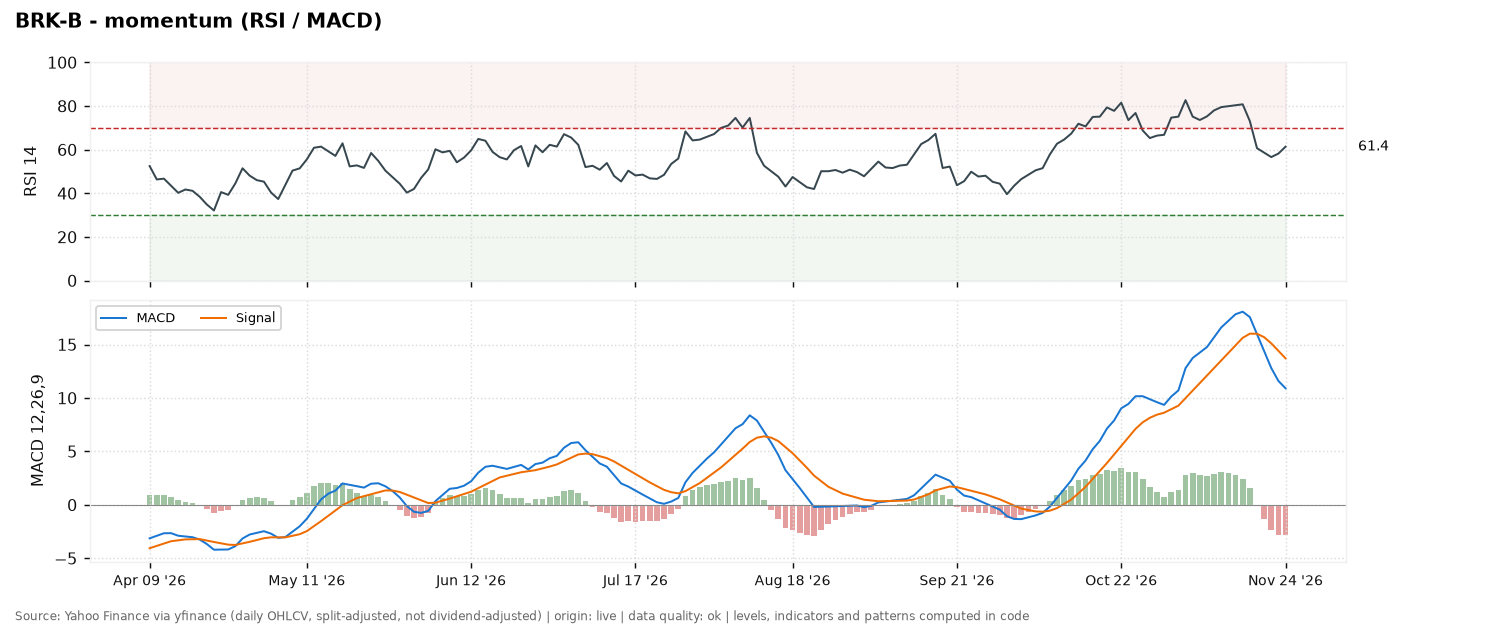 BRK-B - momentum (RSI / MACD)
100
80
60
40
20
0
RSI 14
61.4
MACD
Signal
15
10
5
0
−5
MACD 12,26,9
Apr 09 '26
May 11 '26
Jun 12 '26
Jul 17 '26
Aug 18 '26
Sep 21 '26
Oct 22 '26
Nov 24 '26
Source: Yahoo Finance via yfinance (daily OHLCV, split-adjusted, not dividend-adjusted) | origin: live | data quality: ok | levels, indicators and patterns computed in code